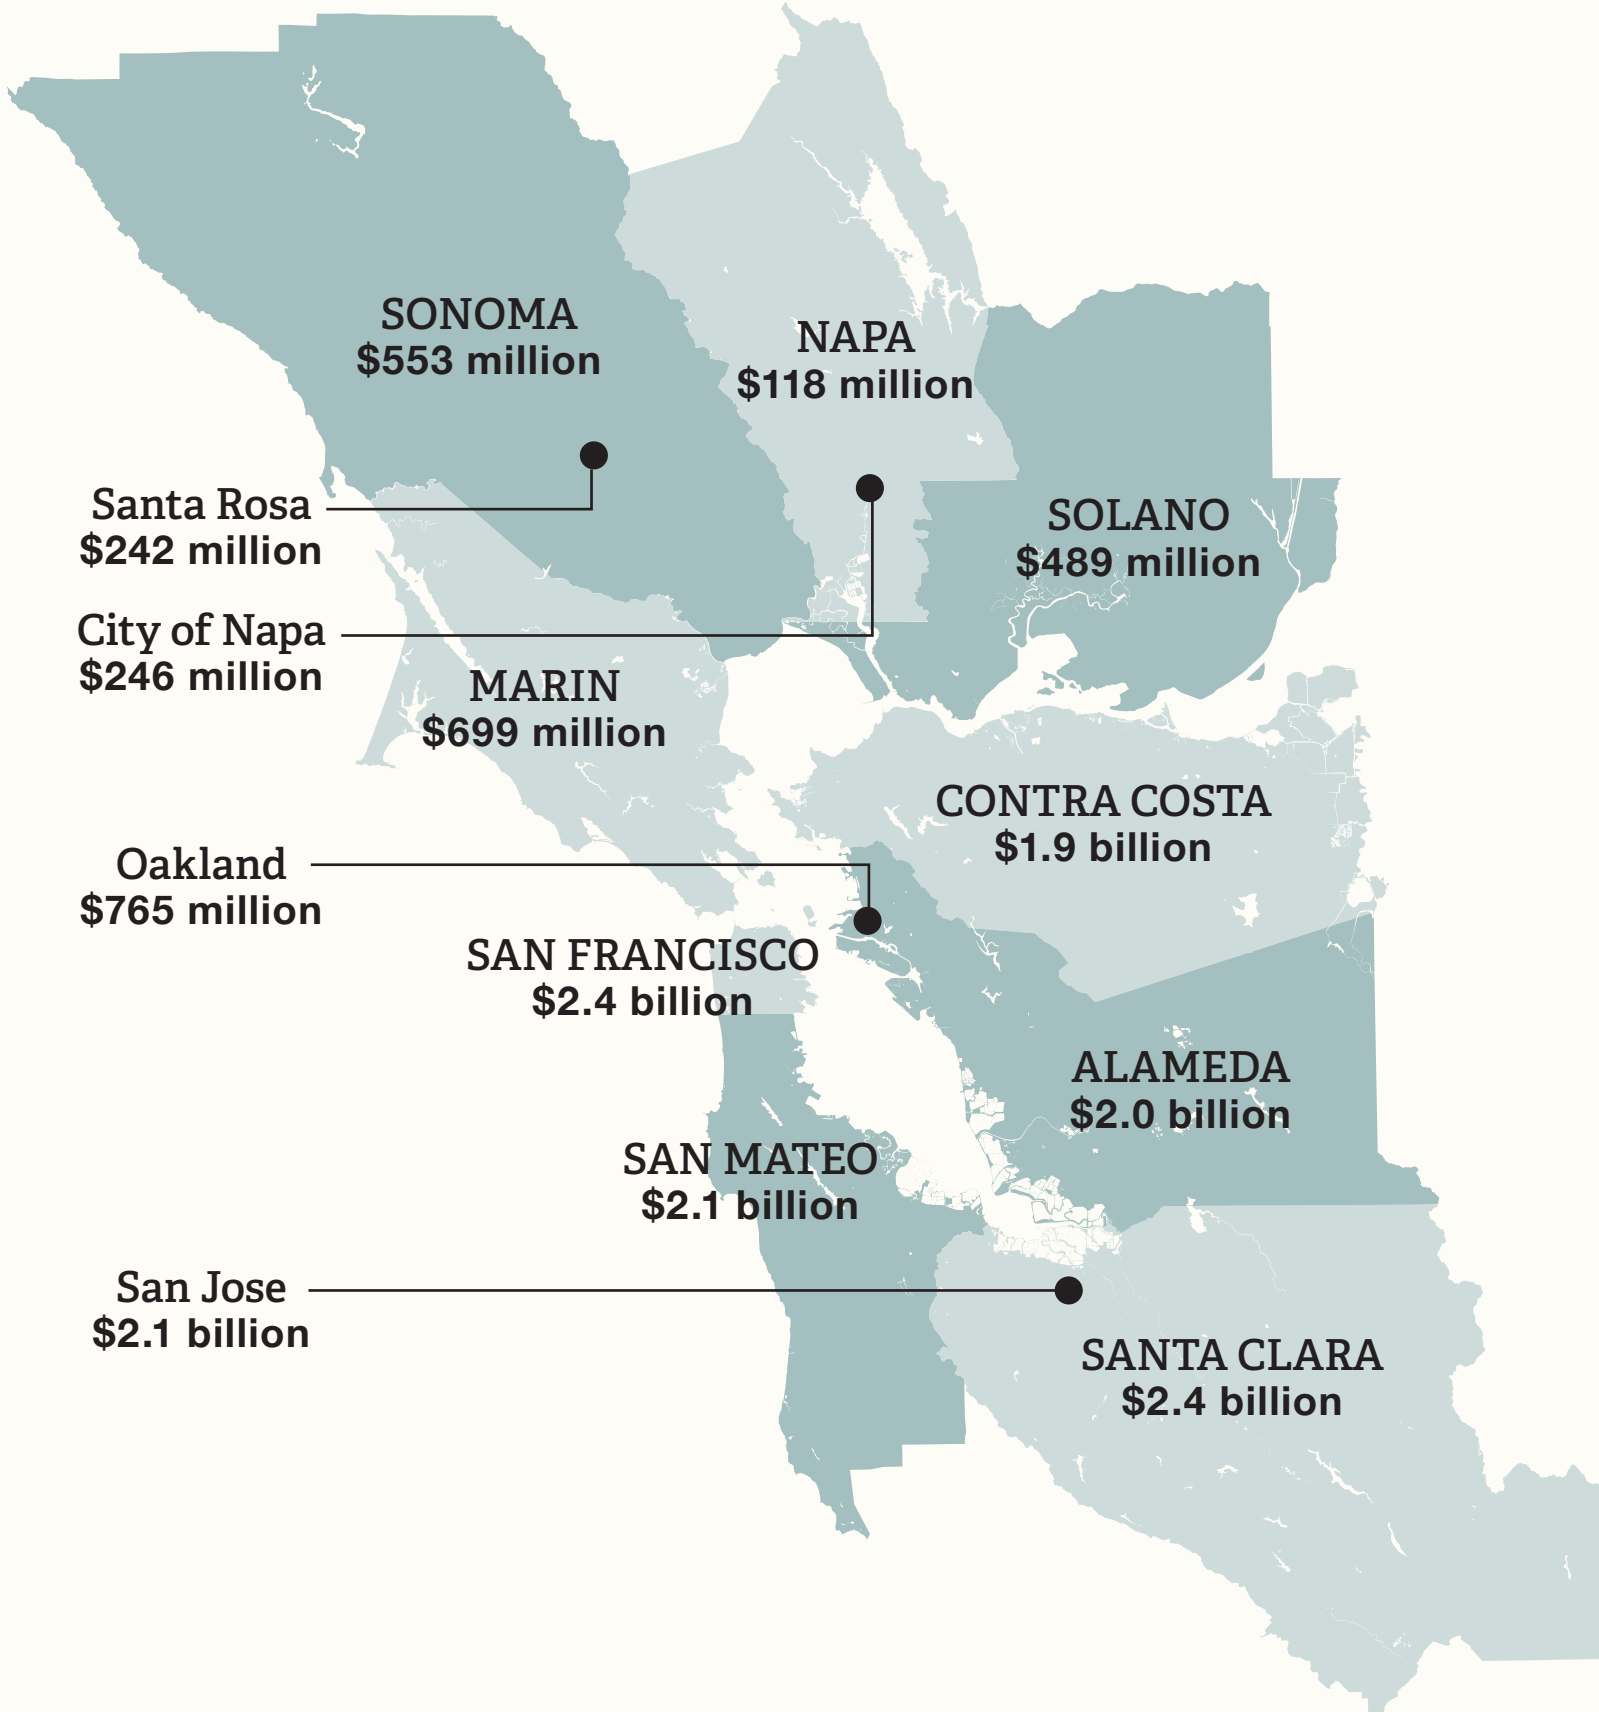 SONOMA
$553 million
NAPA
$118 million
Santa Rosa
$242 million
SOLANO
$489 million
City of Napa
$246 million
MARIN
$699 million
CONTRA COSTA
$1.9 billion
Oakland
$765 million
SAN FRANCISCO
$2.4 billion
ALAMEDA
$2.0 billion
SAN MATEO
$2.1 billion
San Jose
$2.1 billion
SANTA CLARA
$2.4 billion